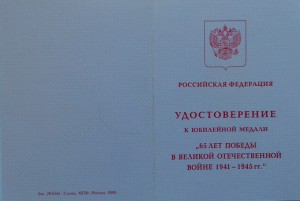 РОССИЙСКАЯ ФЕДЕРАЦИЯ
УДОСТОВЕРЕНИЕ
К ЮБИЛЕЙНОЙ МЕДАЛИ
„65 ЛЕТ ПОБЕДЫ
В ВЕЛИКОЙ ОТЕЧЕСТВЕННОЙ
ВОЙНЕ 1941—1945 гг.“